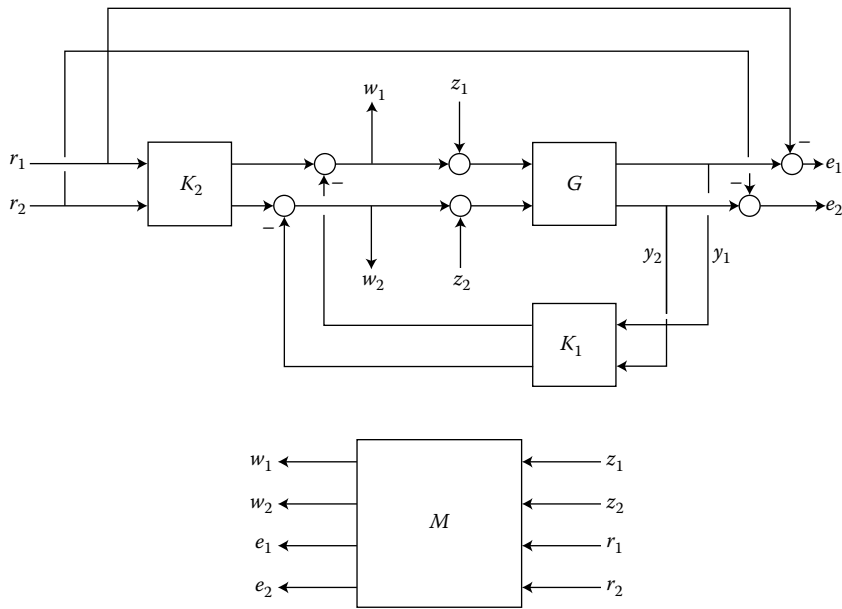 w₁
z₁
r₁
r₂
K₂
G
−
−
−
−
e₁
e₂
w₂
z₂
y₂
y₁
K₁
w₁
w₂
e₁
e₂
M
z₁
z₂
r₁
r₂